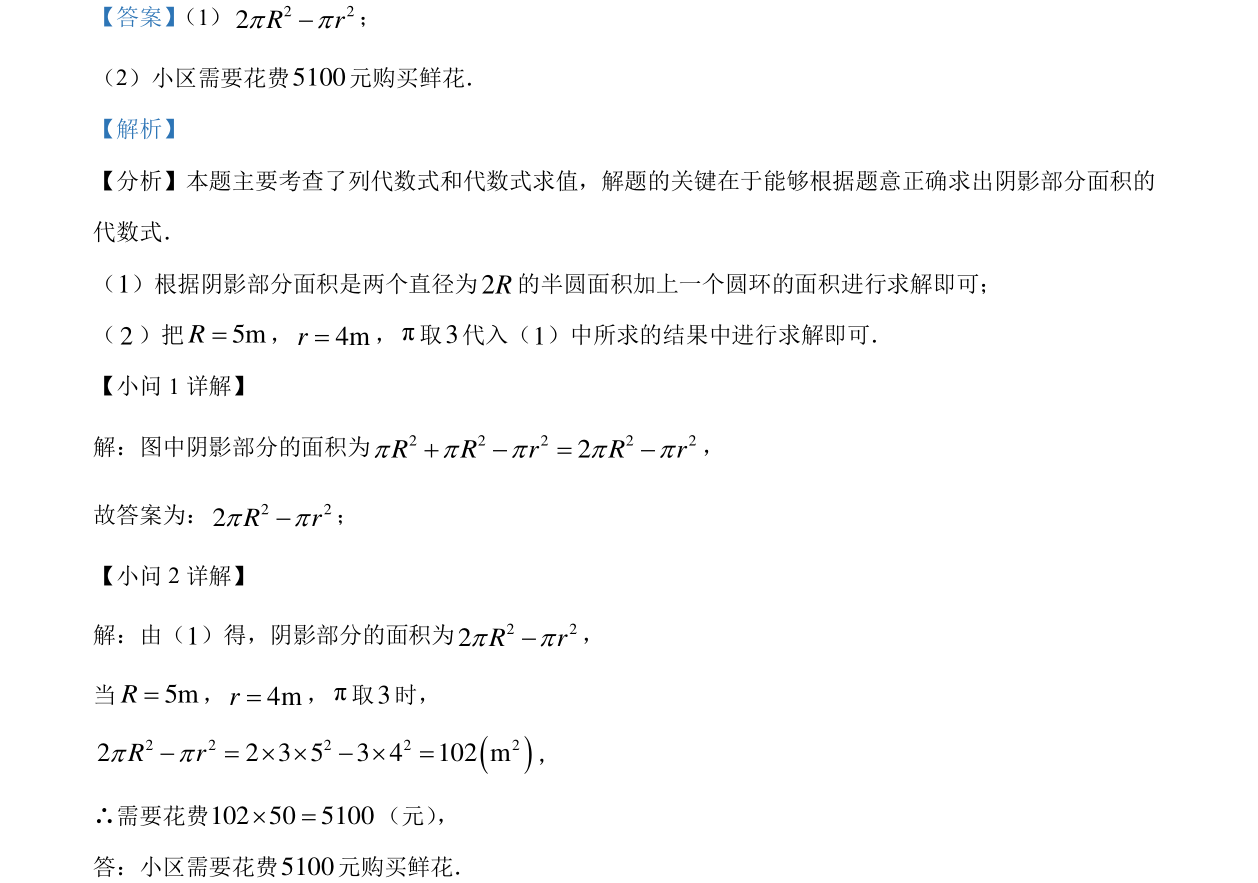 【答案】（1） 2πR² − πr²；
（2）小区需要花费5100元购买鲜花．
【解析】
【分析】本题主要考查了列代数式和代数式求值，解题的关键在于能够根据题意正确求出阴影部分面积的
代数式．
（1）根据阴影部分面积是两个直径为2R 的半圆面积加上一个圆环的面积进行求解即可；
（2）把R = 5m，r = 4m，π取3代入（1）中所求的结果中进行求解即可．
【小问 1 详解】
解：图中阴影部分的面积为πR² + πR² − πr² = 2πR² − πr²，
故答案为：2πR² − πr²；
【小问 2 详解】
解：由（1）得，阴影部分的面积为2πR² − πr²，
当R = 5m，r = 4m，π取3时，
2πR² − πr² = 2×3×5² − 3×4² = 102(m²)，
∴需要花费102×50 = 5100（元），
答：小区需要花费5100元购买鲜花．